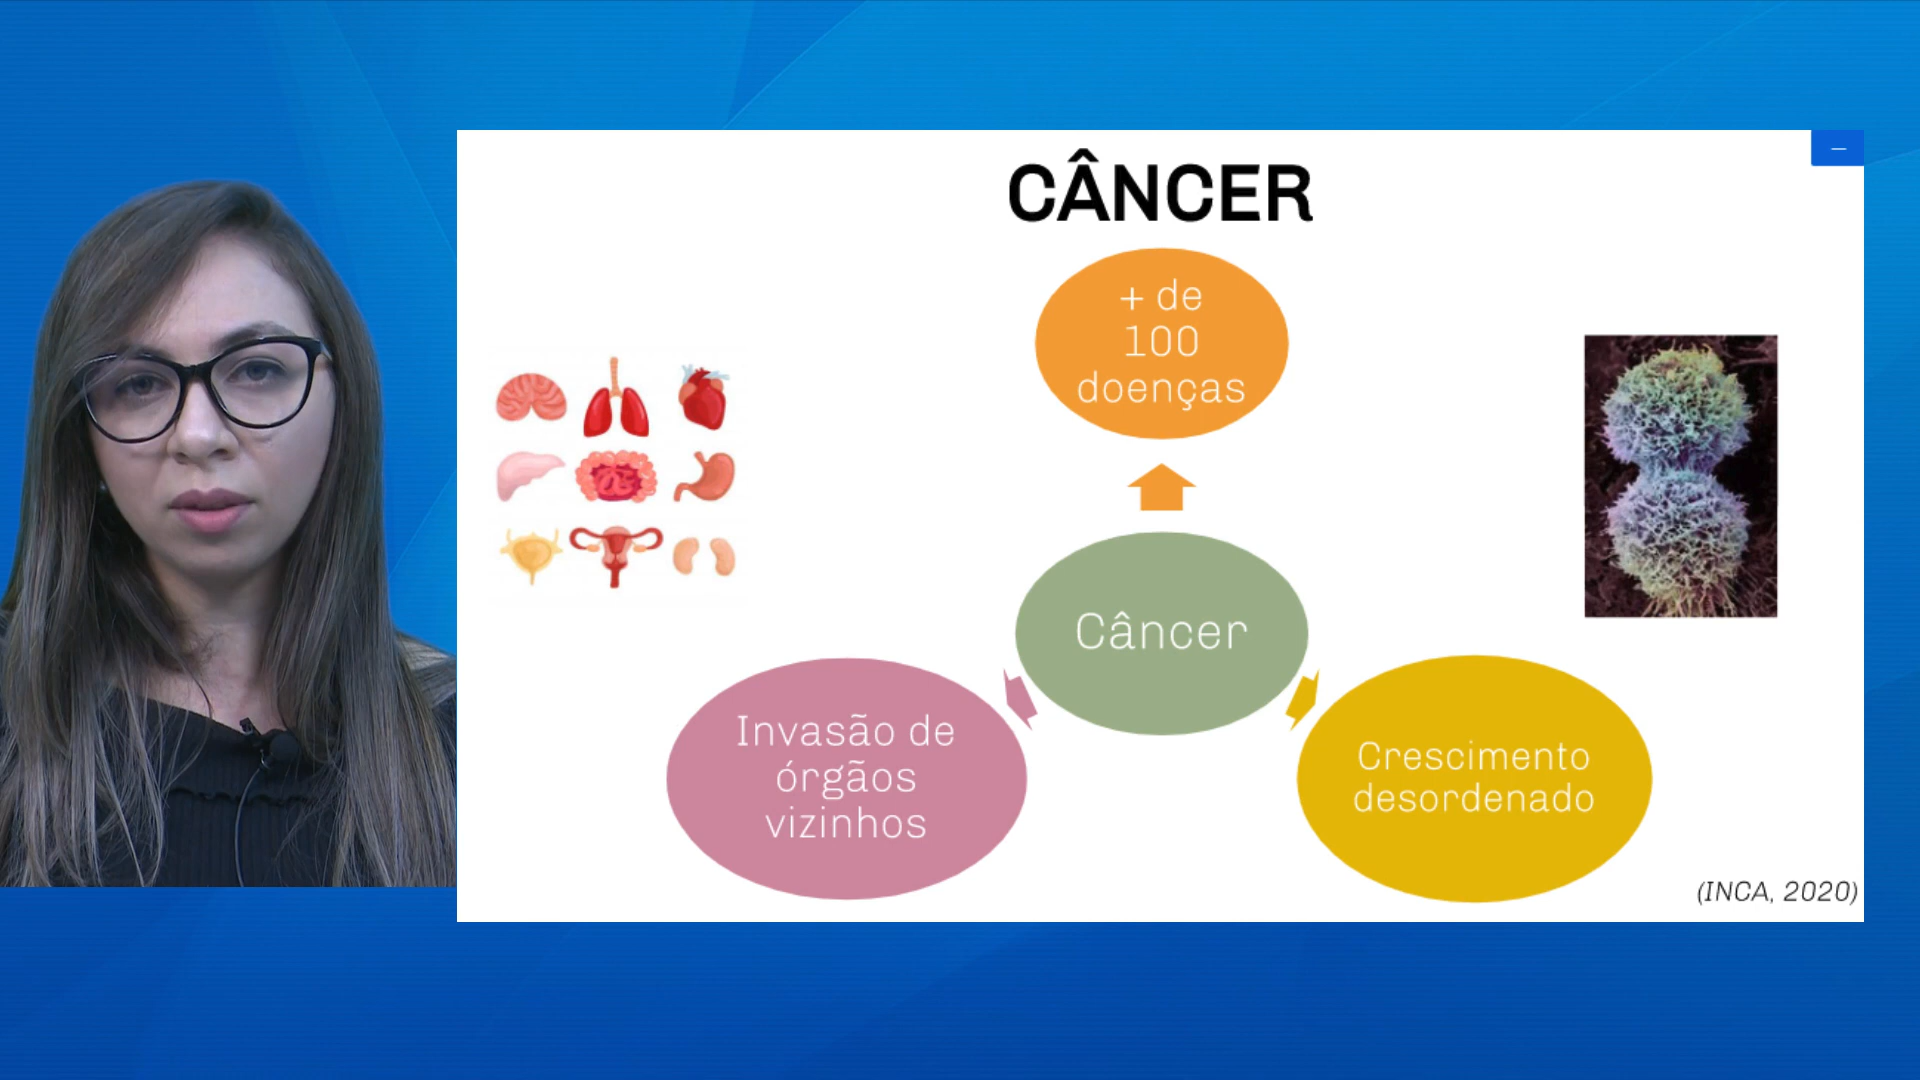 CÂNCER
+ de
100
doenças
Câncer
Invasão de
órgãos
vizinhos
Crescimento
desordenado
(INCA, 2020)